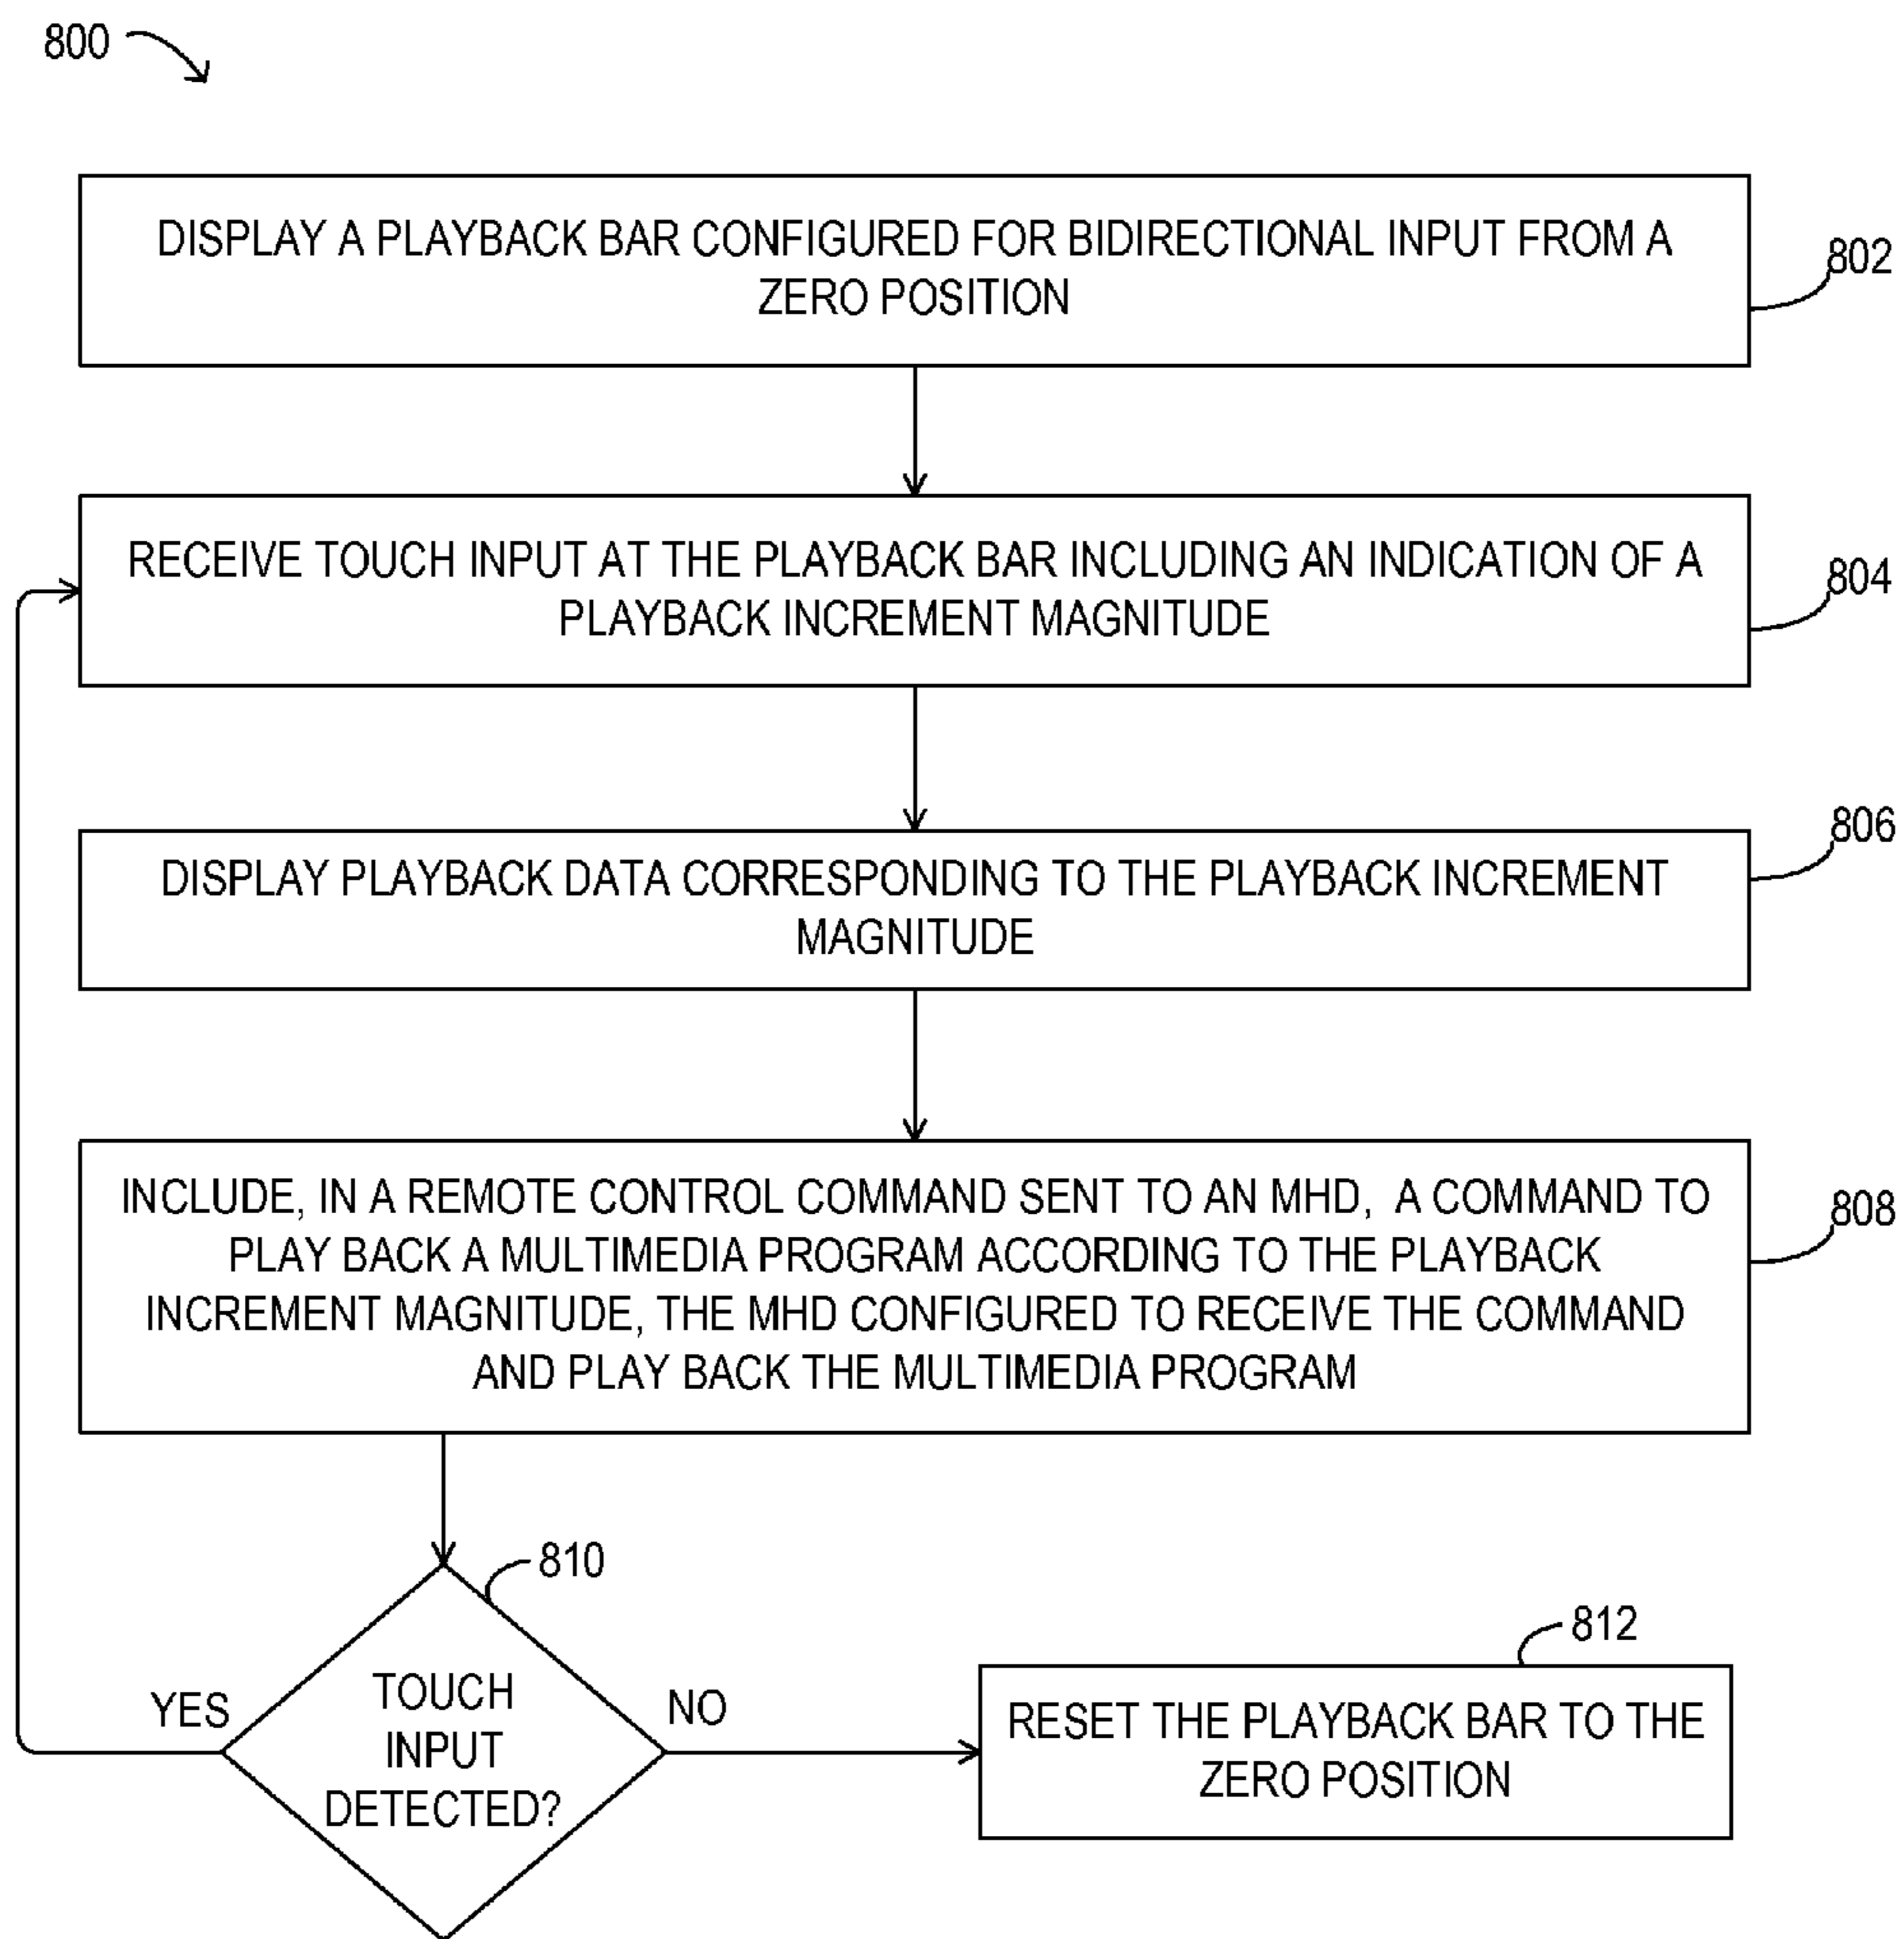 800
DISPLAY A PLAYBACK BAR CONFIGURED FOR BIDIRECTIONAL INPUT FROM A
ZERO POSITION
802
RECEIVE TOUCH INPUT AT THE PLAYBACK BAR INCLUDING AN INDICATION OF A
PLAYBACK INCREMENT MAGNITUDE
804
DISPLAY PLAYBACK DATA CORRESPONDING TO THE PLAYBACK INCREMENT
MAGNITUDE
806
INCLUDE, IN A REMOTE CONTROL COMMAND SENT TO AN MHD, A COMMAND TO
PLAY BACK A MULTIMEDIA PROGRAM ACCORDING TO THE PLAYBACK
INCREMENT MAGNITUDE, THE MHD CONFIGURED TO RECEIVE THE COMMAND
AND PLAY BACK THE MULTIMEDIA PROGRAM
808
810
TOUCH
INPUT
DETECTED?
YES
NO
812
RESET THE PLAYBACK BAR TO THE
ZERO POSITION